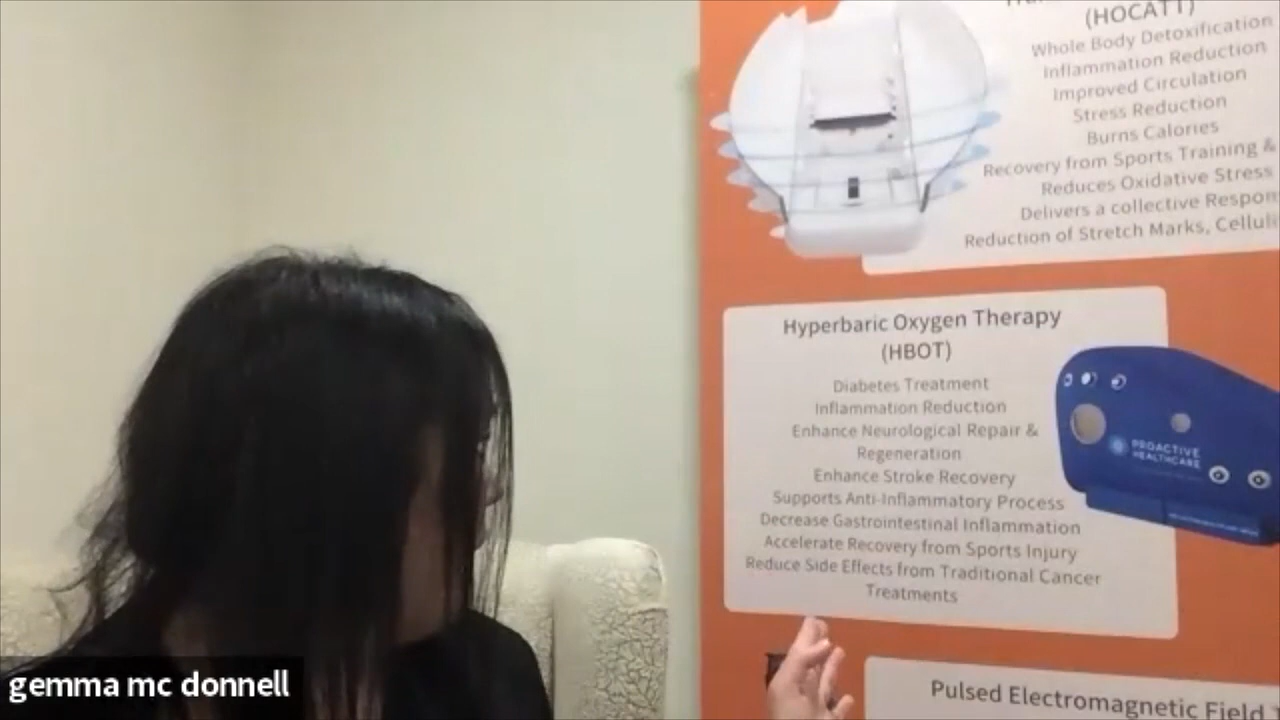 (HOCATT)
Whole Body Detoxification
Inflammation Reduction
Improved Circulation
Stress Reduction
Burns Calories
Recovery from Sports Training &
Reduces Oxidative Stress
Delivers a collective
Reduction of Stretch Marks,
Hyperbaric Oxygen Therapy
(HBOT)
Diabetes Treatment
Inflammation Reduction
Enhance Neurological Repair &
Regeneration
Enhance Stroke Recovery
Supports Anti-Inflammatory Process
Decrease Gastrointestinal Inflammation
Accelerate Recovery from Sports Injury
Reduce Side Effects from Traditional Cancer
Treatments
PROACTIVE
HEALTHCARE
Pulsed Electromagnetic Field
gemma mc donnell